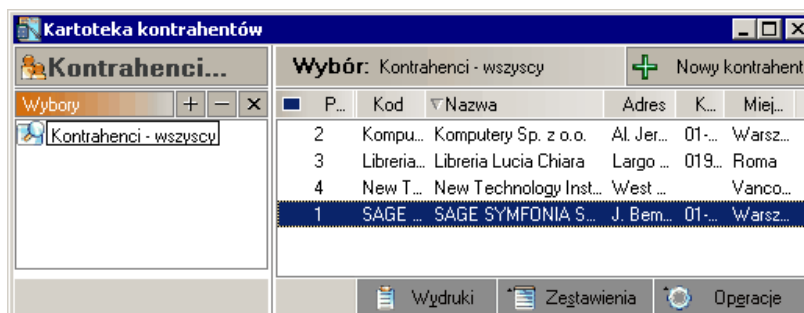 Kartoteka kontrahentów
Kontrahenci...
Wybór: Kontrahenci - wszyscy
Nowy kontrahent
Wybory
P... Kod Nazwa Adres K... Miej...
Kontrahenci - wszyscy
2 Kompu... Komputery Sp. z o.o. Al. Jer... 01-... Warsz...
3 Libreria... Libreria Lucia Chiara Largo ... 019... Roma
4 New T... New Technology Inst... West ... Vanco...
1 SAGE ... SAGE SYMFONIA S... J. Bem... 01-... Warsz...
Wydruki Zestawienia Operacje